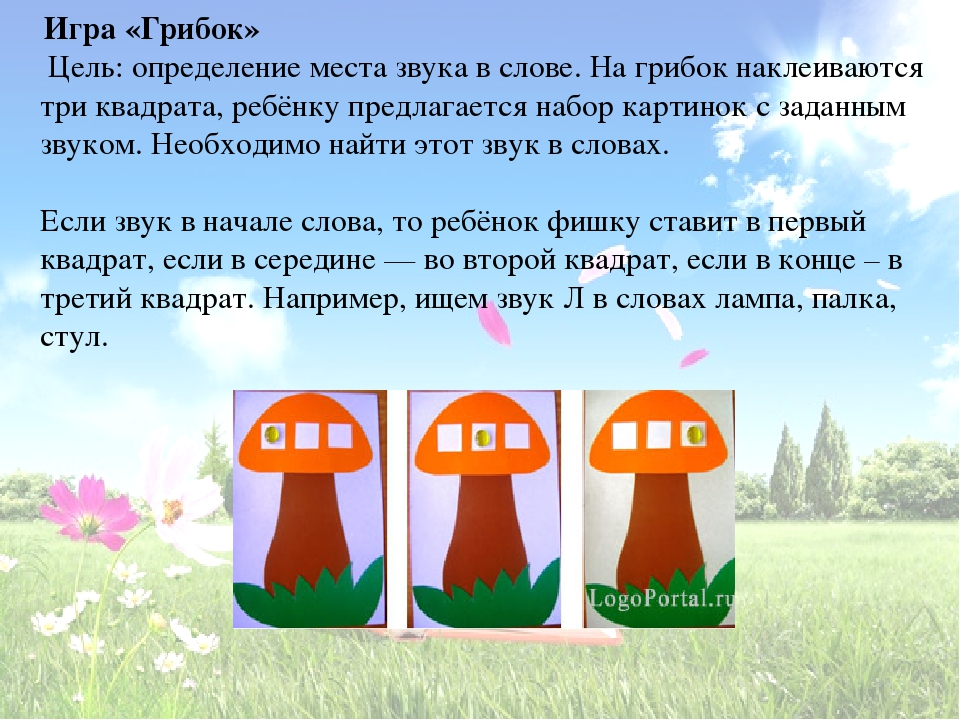 Игра «Грибок»
Цель: определение места звука в слове. На грибок наклеиваются
три квадрата, ребёнку предлагается набор картинок с заданным
звуком. Необходимо найти этот звук в словах.
Если звук в начале слова, то ребёнок фишку ставит в первый
квадрат, если в середине — во второй квадрат, если в конце – в
третий квадрат. Например, ищем звук Л в словах лампа, палка,
стул.
LogoPortal.ru